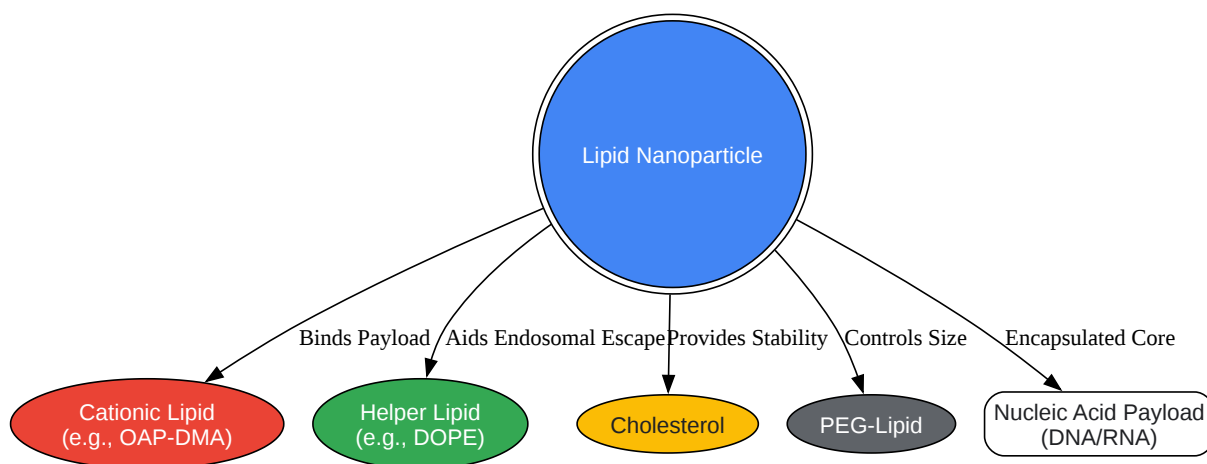 Lipid Nanoparticle
Binds Payload
Aids Endosomal Escape
Provides Stability
Controls Size
Encapsulated Core
Cationic Lipid
(e.g., OAP-DMA)
Helper Lipid
(e.g., DOPE)
Cholesterol
PEG-Lipid
Nucleic Acid Payload
(DNA/RNA)